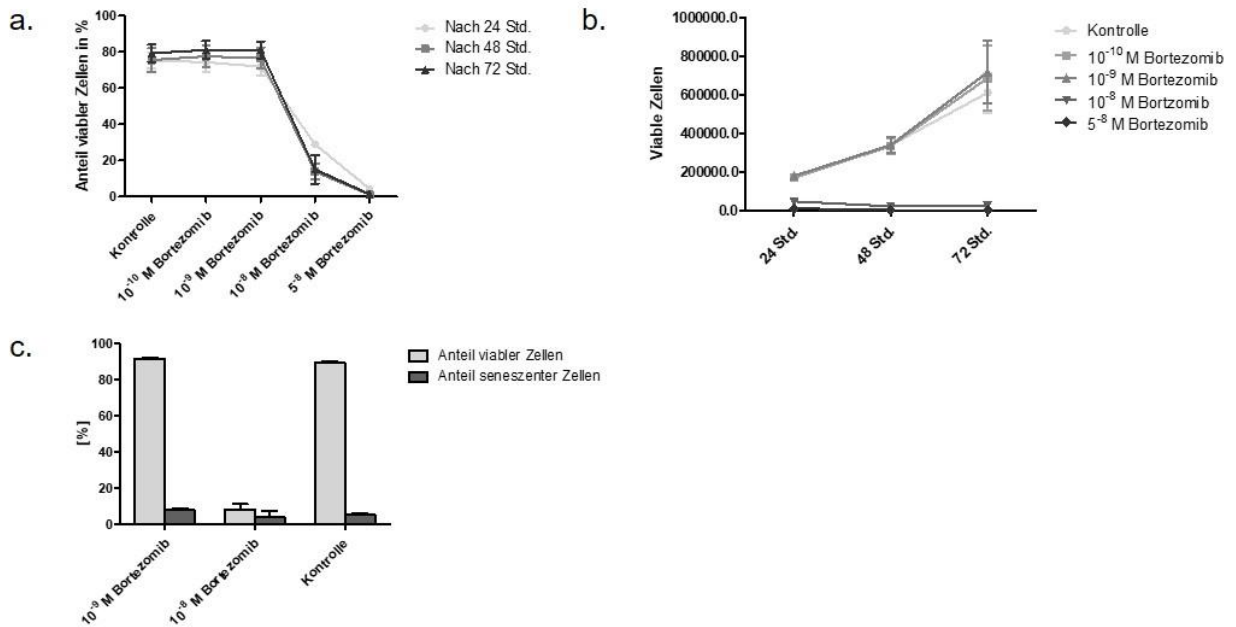 a.
Anteil viabler Zellen in %
100
80
60
40
20
0
Kontrolle
10-10 M Bortezomib
10-9 M Bortezomib
10-8 M Bortezomib
5-8 M Bortezomib
Nach 24 Std.
Nach 48 Std.
Nach 72 Std.
b.
Viable Zellen
1000000.0
800000.0
600000.0
400000.0
200000.0
0.0
24 Std.
48 Std.
72 Std.
Kontrolle
10-10 M Bortezomib
10-9 M Bortezomib
10-8 M Bortzomib
5-8 M Bortezomib
c.
[%]
100
80
60
40
20
0
10-9 M Bortezomib
10-8 M Bortezomib
Kontrolle
Anteil viabler Zellen
Anteil seneszenter Zellen